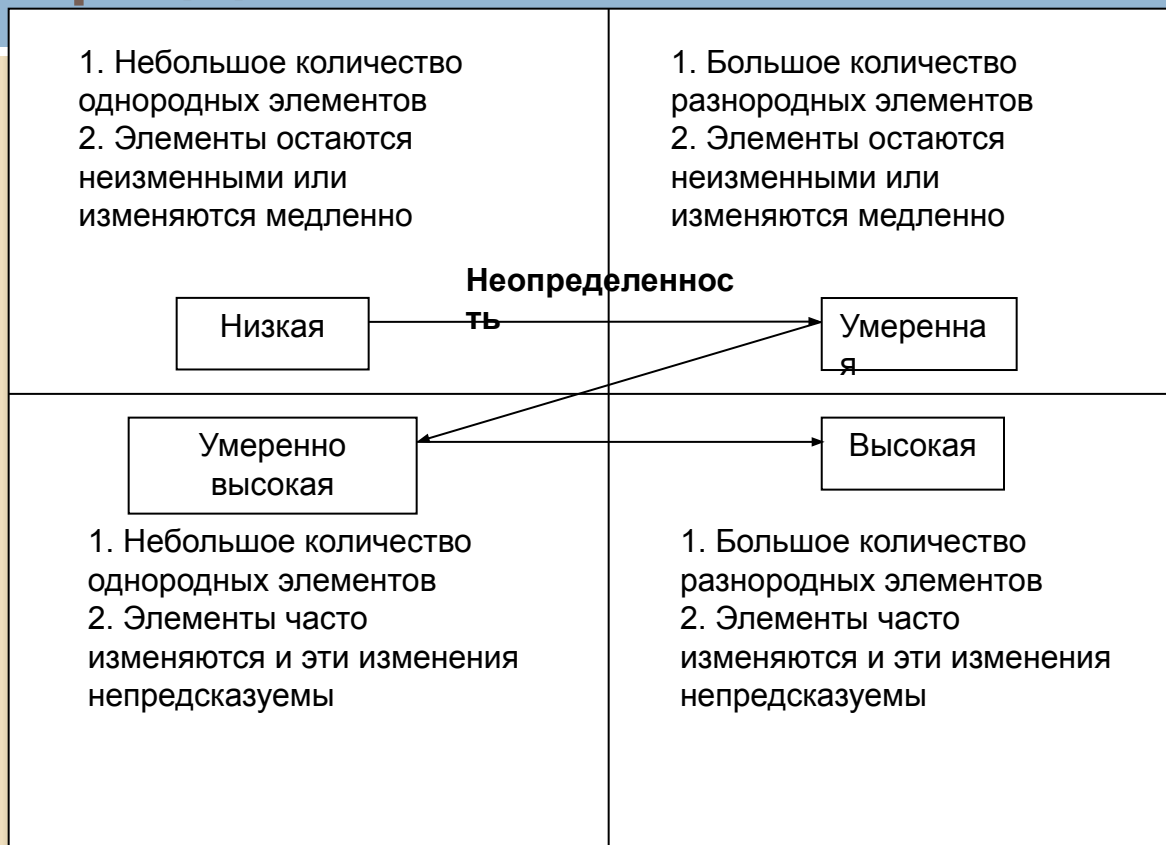 1. Небольшое количество
однородных элементов
2. Элементы остаются
неизменными или
изменяются медленно
1. Большое количество
разнородных элементов
2. Элементы остаются
неизменными или
изменяются медленно
Неопределеннос
ть
Низкая
Умеренна
я
Умеренно
высокая
Высокая
1. Небольшое количество
однородных элементов
2. Элементы часто
изменяются и эти изменения
непредсказуемы
1. Большое количество
разнородных элементов
2. Элементы часто
изменяются и эти изменения
непредсказуемы